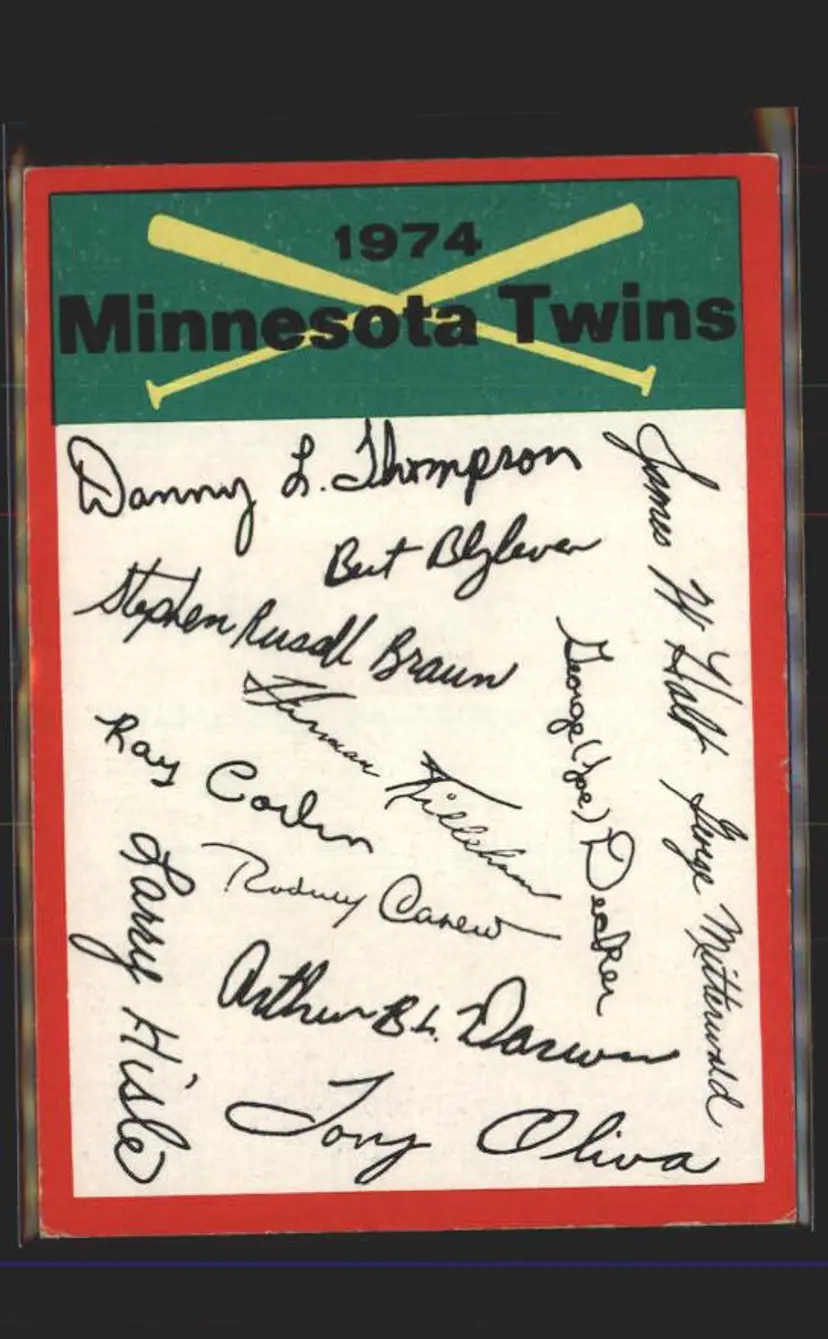 1974
Minnesota Twins
Danny L. Thompson
James W Holt
Bert Blyleven
Stephen Russell Braun
George (Joe) Decker
Harmon Killebrew
Ray Corbin
George Mitterwald
Larry Hisle
Rodney Carew
Arthur B L. Darwin
Tony Oliva